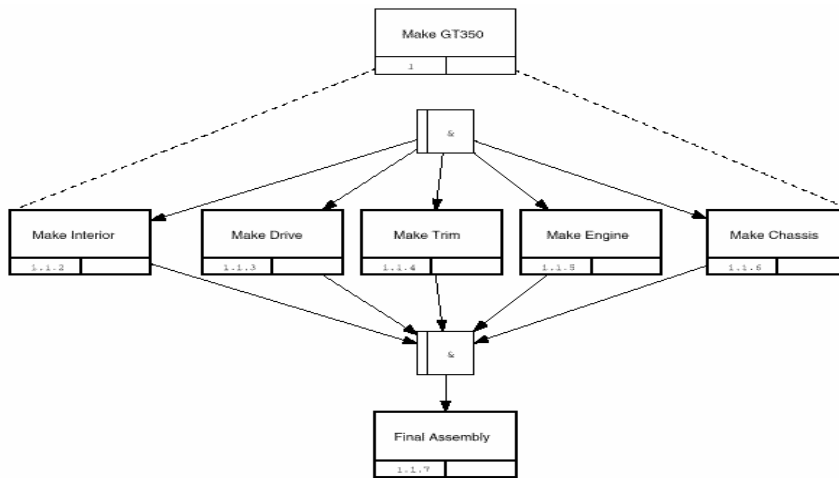 Make GT350
1
&
Make Interior
Make Drive
Make Trim
Make Engine
Make Chassis
1.1.2
1.1.3
1.1.4
1.1.5
1.1.6
&
Final Assembly
1.1.7